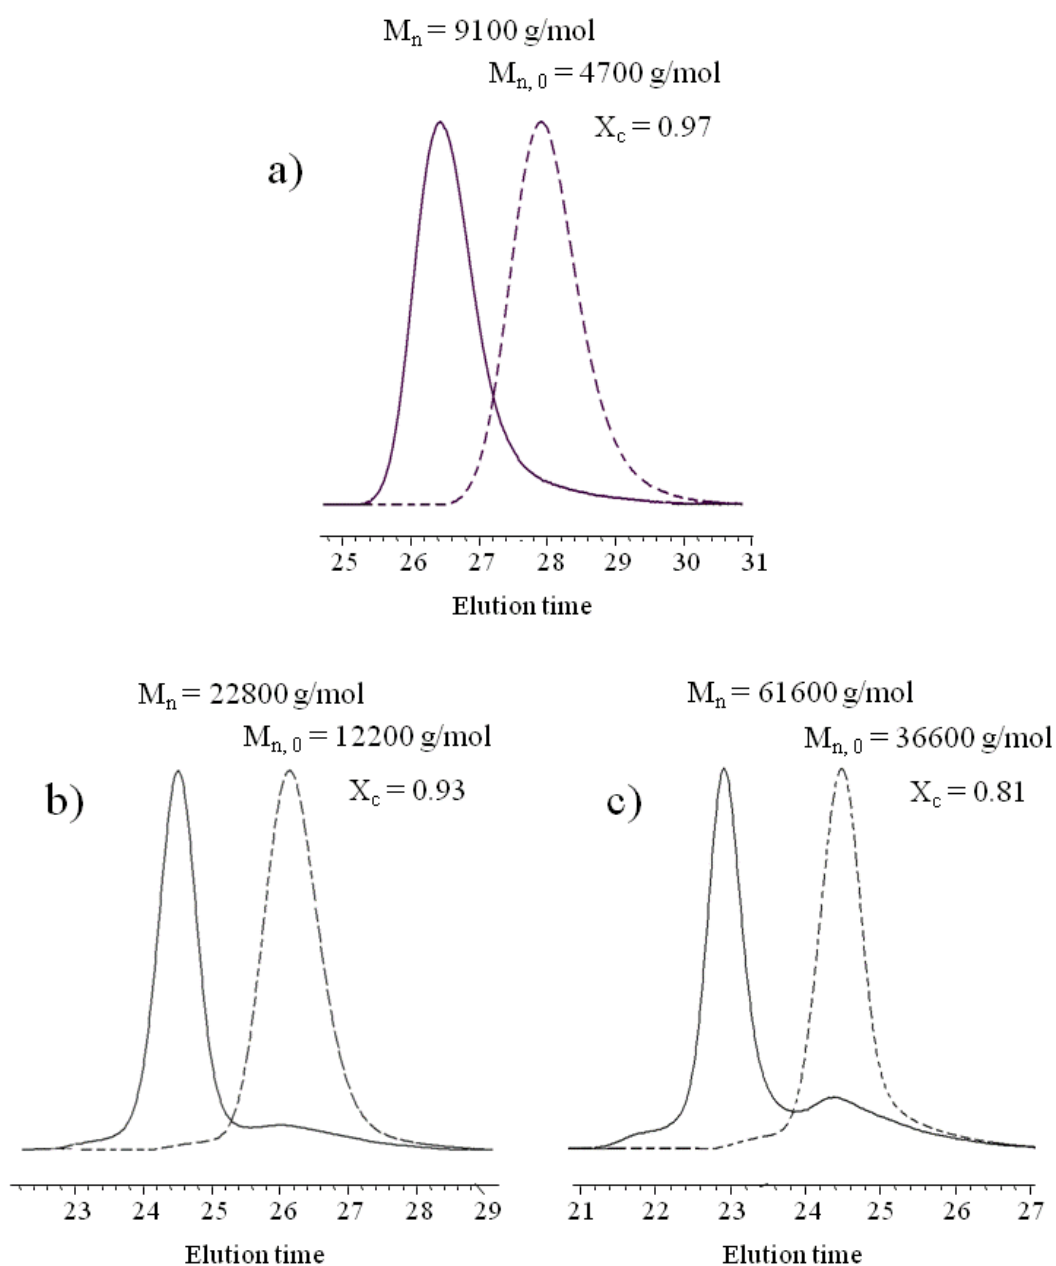 Mn = 9100 g/mol
Mn, 0 = 4700 g/mol
Xc = 0.97
a)
25 26 27 28 29 30 31
Elution time
Mn = 22800 g/mol
Mn, 0 = 12200 g/mol
Xc = 0.93
b)
23 24 25 26 27 28 29
Elution time
Mn = 61600 g/mol
Mn, 0 = 36600 g/mol
Xc = 0.81
c)
21 22 23 24 25 26 27
Elution time